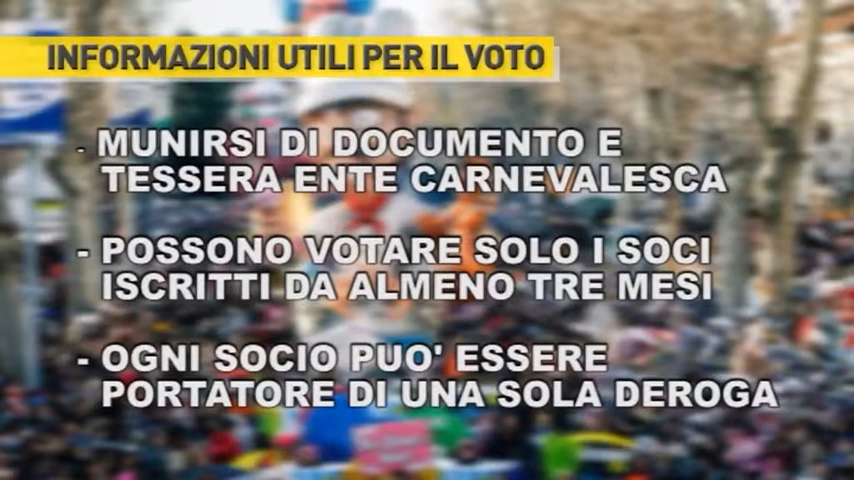 INFORMAZIONI UTILI PER IL VOTO
- MUNIRSI DI DOCUMENTO E
TESSERA ENTE CARNEVALESCA
- POSSONO VOTARE SOLO I SOCI
ISCRITTI DA ALMENO TRE MESI
- OGNI SOCIO PUO' ESSERE
PORTATORE DI UNA SOLA DEROGA